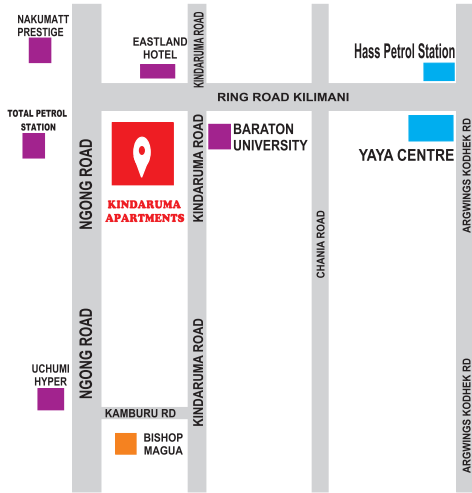 NAKUMATT
PRESTIGE
EASTLAND
HOTEL
KINDARUMA ROAD
Hass Petrol Station
RING ROAD KILIMANI
TOTAL PETROL
STATION
NGONG ROAD
KINDARUMA
APARTMENTS
KINDARUMA ROAD
BARATON
UNIVERSITY
YAYA CENTRE
ARGWINGS KODHEK RD
CHANIA ROAD
UCHUMI
HYPER
NGONG ROAD
KINDARUMA ROAD
KAMBURU RD
BISHOP
MAGUA
ARGWINGS KODHEK RD